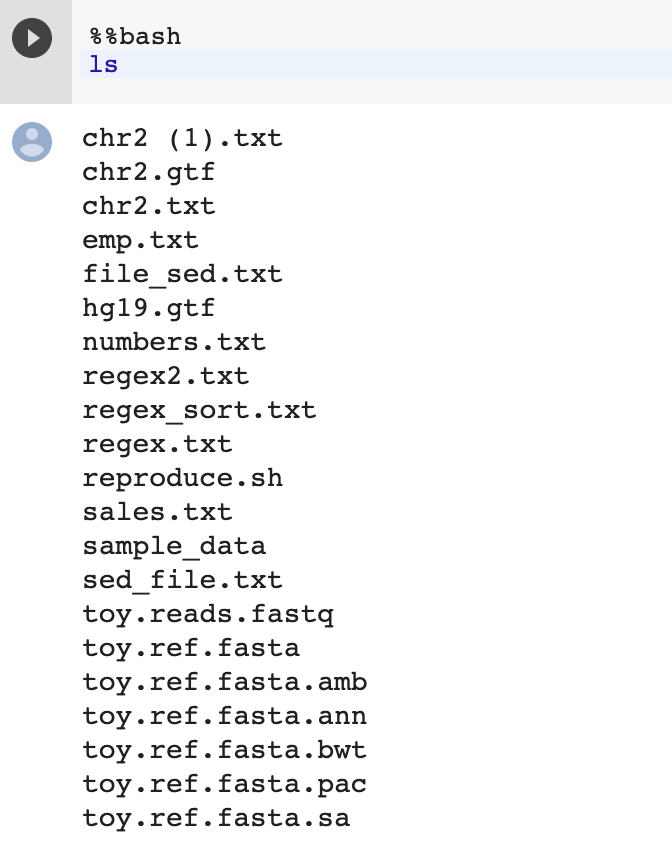 %%bash
ls
chr2 (1).txt
chr2.gtf
chr2.txt
emp.txt
file_sed.txt
hg19.gtf
numbers.txt
regex2.txt
regex_sort.txt
regex.txt
reproduce.sh
sales.txt
sample_data
sed_file.txt
toy.reads.fastq
toy.ref.fasta
toy.ref.fasta.amb
toy.ref.fasta.ann
toy.ref.fasta.bwt
toy.ref.fasta.pac
toy.ref.fasta.sa